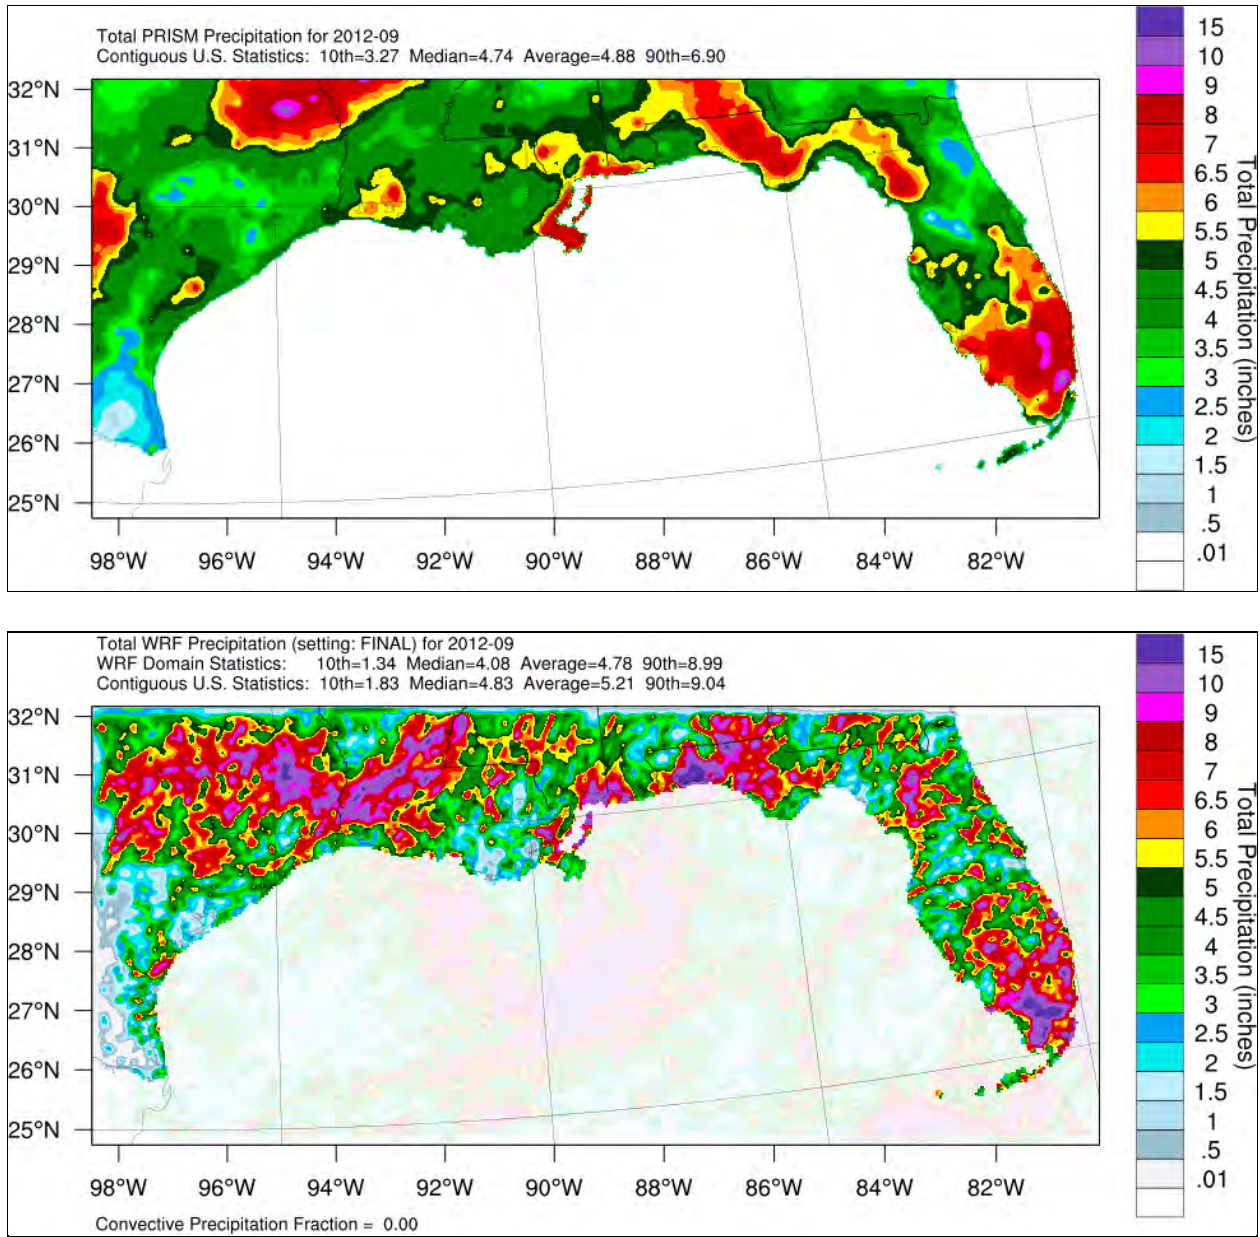 Total PRISM Precipitation for 2012-09
Contiguous U.S. Statistics: 10th=3.27 Median=4.74 Average=4.88 90th=6.90
32°N
31°N
30°N
29°N
28°N
27°N
26°N
25°N
98°W 96°W 94°W 92°W 90°W 88°W 86°W 84°W 82°W
15
10
9
8
7
6.5
6
5.5
5
4.5
4
3.5
3
2.5
2
1.5
1
.5
.01
Total Precipitation (inches)
Total WRF Precipitation (setting: FINAL) for 2012-09
WRF Domain Statistics: 10th=1.34 Median=4.08 Average=4.78 90th=8.99
Contiguous U.S. Statistics: 10th=1.83 Median=4.83 Average=5.21 90th=9.04
32°N
31°N
30°N
29°N
28°N
27°N
26°N
25°N
98°W 96°W 94°W 92°W 90°W 88°W 86°W 84°W 82°W
15
10
9
8
7
6.5
6
5.5
5
4.5
4
3.5
3
2.5
2
1.5
1
.5
.01
Total Precipitation (inches)
Convective Precipitation Fraction = 0.00